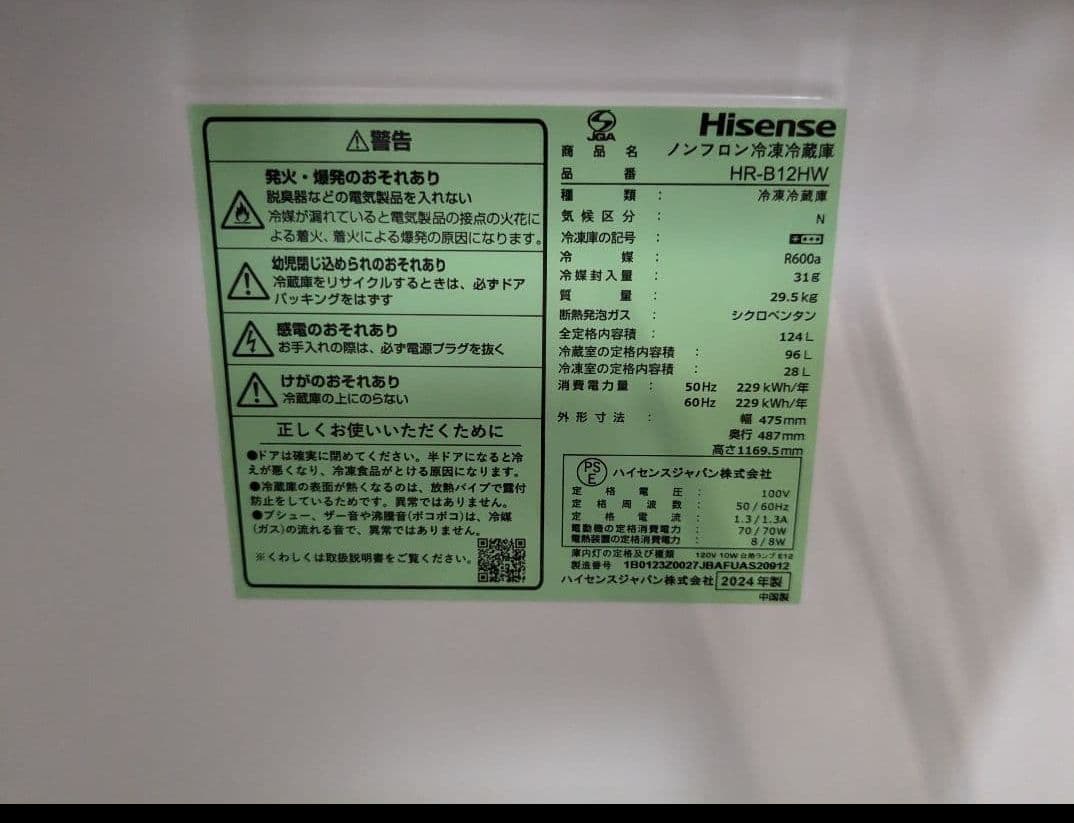 ⚠警告
発火・爆発のおそれあり
脱臭器などの電気製品を入れない
冷媒が漏れていると電気製品の接点の火花に
よる着火、着火による爆発の原因になります。
幼児閉じ込められのおそれあり
冷蔵庫をリサイクルするときは、必ずドア
パッキングをはずす
感電のおそれあり
お手入れの際は、必ず電源プラグを抜く
けがのおそれあり
冷蔵庫の上にのらない
正しくお使いいただくために
●ドアは確実に閉めてください。半ドアになると冷
えが悪くなり、冷凍食品がとける原因になります。
●冷蔵庫の表面が熱くなるのは、放熱パイプで露付
防止をしているためです。異常ではありません。
●プシュー、ザー音や沸騰音(ポコポコ)は、冷媒
(ガス)の流れる音で、異常ではありません。
※くわしくは取扱説明書をご覧ください。
JGA
Hisense
商品名 ノンフロン冷凍冷蔵庫
品番 HR-B12HW
種類 : 冷凍冷蔵庫
気候区分 : N
冷凍庫の記号 :
冷媒 : R600a
冷媒封入量 : 31g
質量 : 29.5kg
断熱発泡ガス : シクロペンタン
全定格内容積 : 124L
冷蔵室の定格内容積 : 96L
冷凍室の定格内容積 : 28L
消費電力量 : 50Hz 229kWh/年
60Hz 229kWh/年
外形寸法 : 幅 475mm
奥行 487mm
高さ1169.5mm
PS E ハイセンスジャパン株式会社
定格電圧 : 100V
定格周波数 : 50/60Hz
定格電流 : 1.3/1.3A
電動機の定格消費電力 : 70/70W
電熱装置の定格消費電力 : 8/8W
庫内灯の定格及び種類 120V 10W 白熱ランプ E12
製造番号 1B0123Z0027JBAFUAS20912
ハイセンスジャパン株式会社 2024年製
中国製